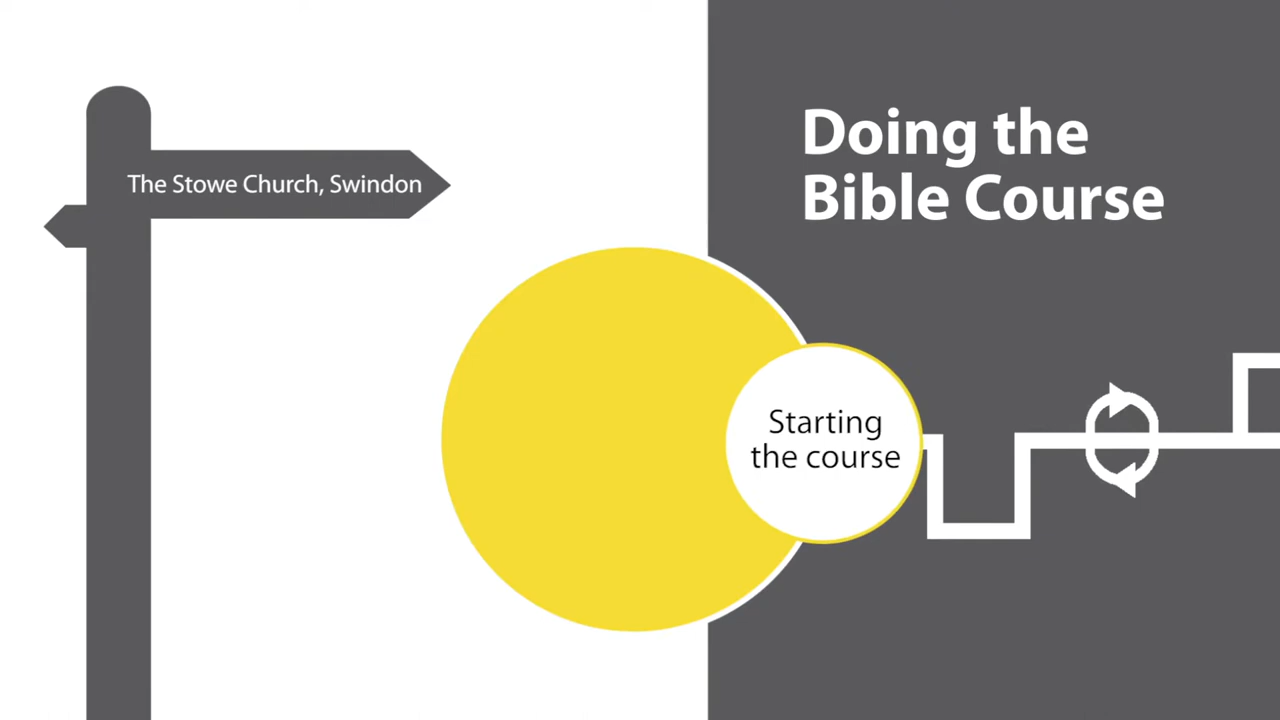 The Stowe Church, Swindon
Doing the
Bible Course
Starting
the course